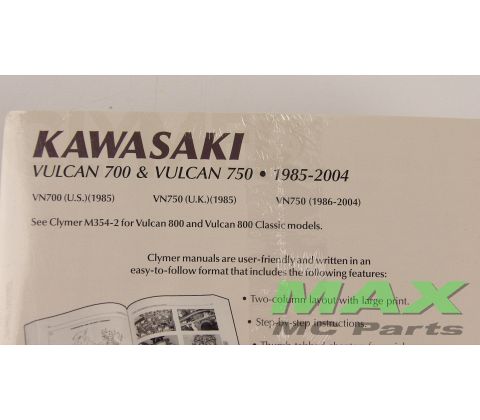 KAWASAKI
VULCAN 700 & VULCAN 750 • 1985-2004
VN700 (U.S.)(1985) VN750 (U.K.)(1985) VN750 (1986-2004)
See Clymer M354-2 for Vulcan 800 and Vulcan 800 Classic models.
Clymer manuals are user-friendly and written in an
easy-to-follow format that includes the following features:
• Two-column layout with large print.
• Step-by-step instructions.
MAX
MC Parts